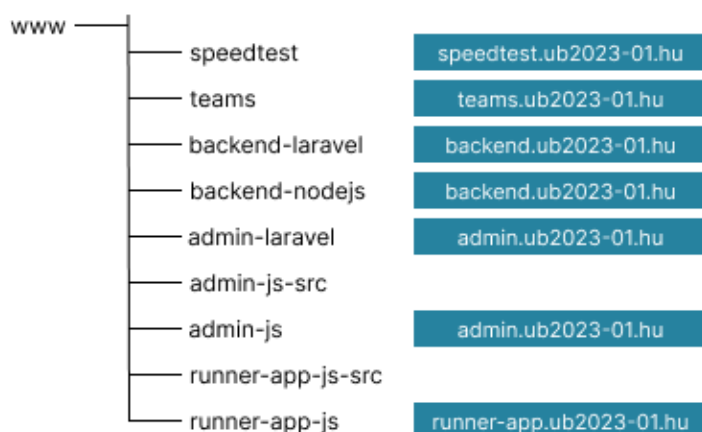 www
speedtest speedtest.ub2023-01.hu
teams teams.ub2023-01.hu
backend-laravel backend.ub2023-01.hu
backend-nodejs backend.ub2023-01.hu
admin-laravel admin.ub2023-01.hu
admin-js-src
admin-js admin.ub2023-01.hu
runner-app-js-src
runner-app-js runner-app.ub2023-01.hu